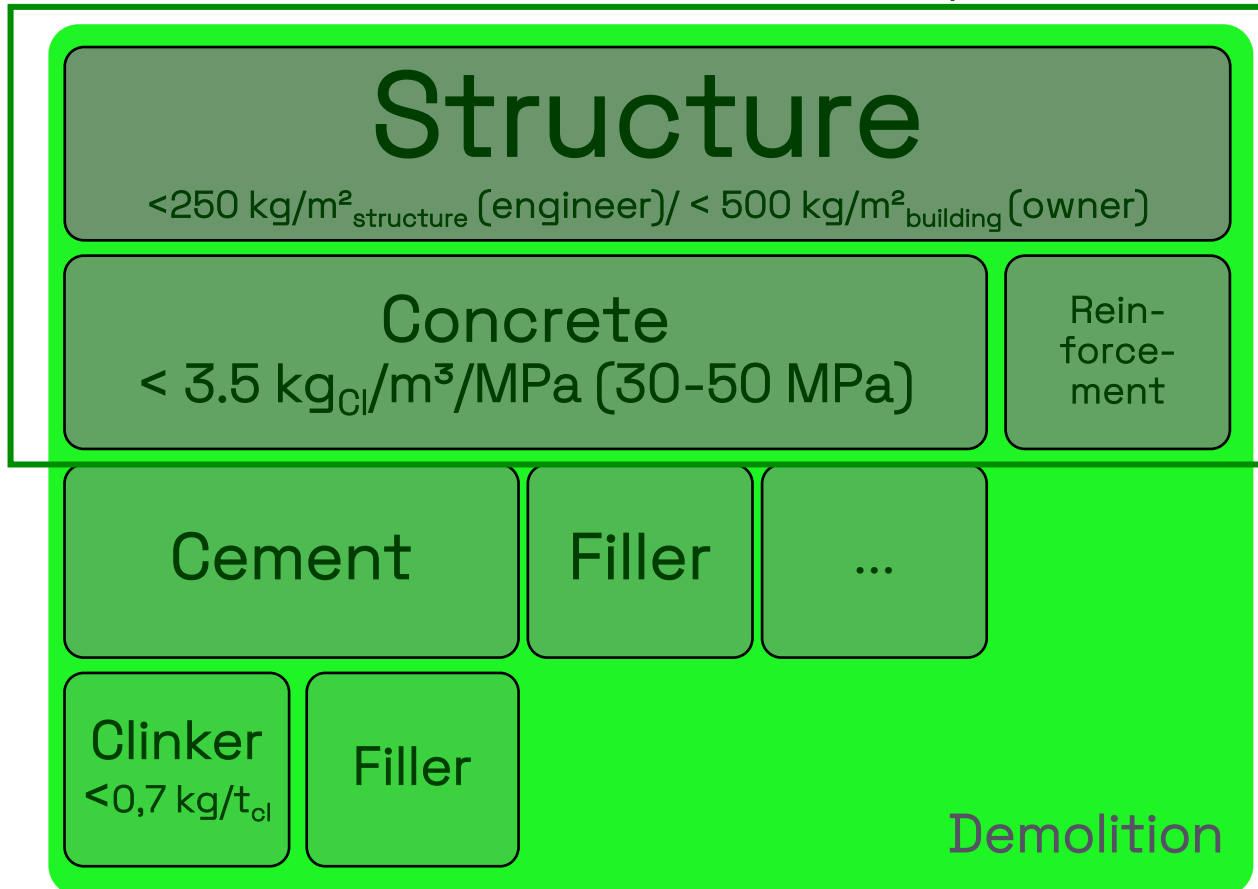 Structure
<250 kg/m²structure (engineer)/ < 500 kg/m²building (owner)
Concrete
< 3.5 kgCl/m³/MPa (30-50 MPa)
Rein-
force-
ment
Cement
Filler
...
Clinker
<0,7 kg/tcl
Filler
Demolition